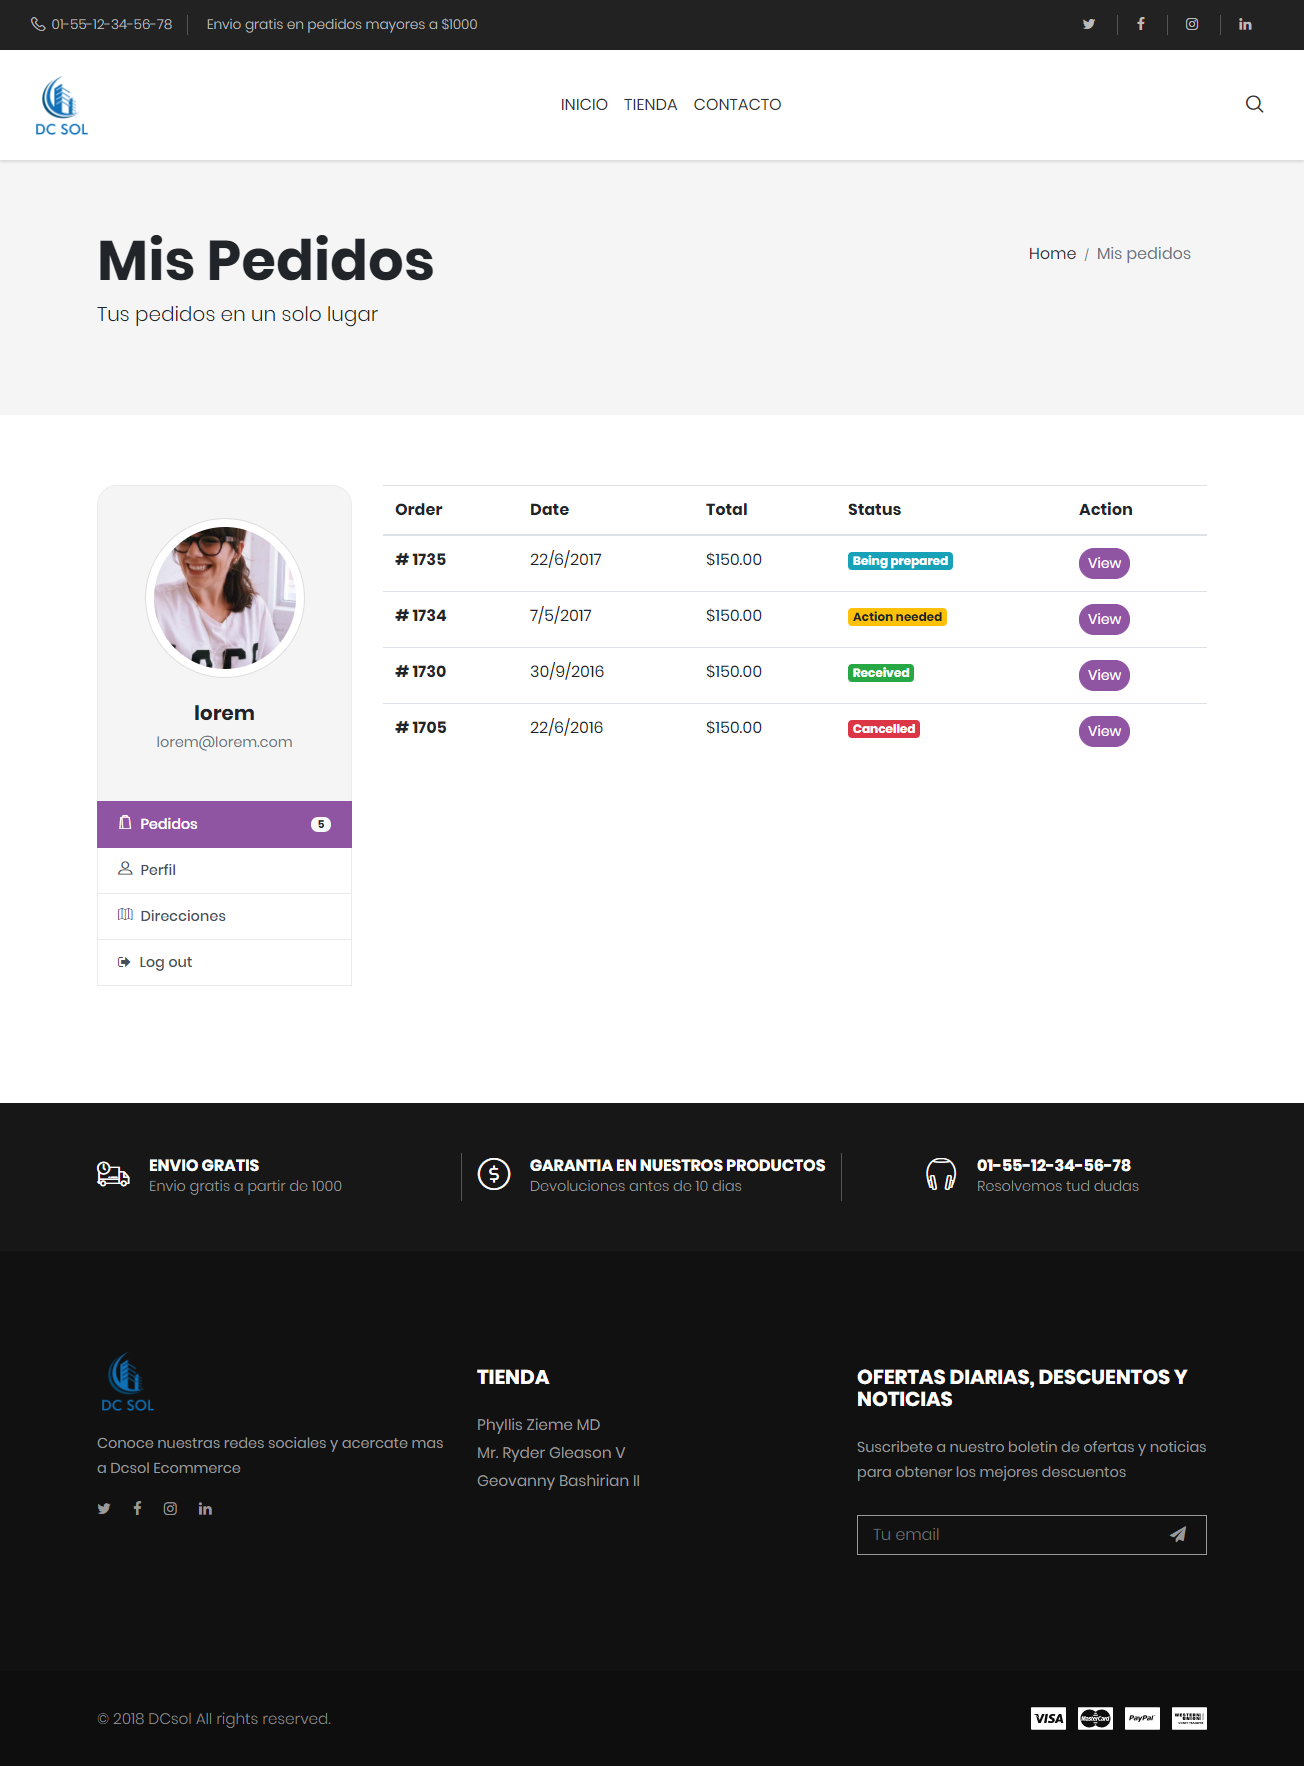 01-55-12-34-56-78 Envio gratis en pedidos mayores a $1000
DC SOL
INICIO TIENDA CONTACTO
Mis Pedidos
Home / Mis pedidos
Tus pedidos en un solo lugar
lorem
lorem@lorem.com
Pedidos 5
Perfil
Direcciones
Log out
Order Date Total Status Action
# 1735 22/6/2017 $150.00 Being prepared View
# 1734 7/5/2017 $150.00 Action needed View
# 1730 30/9/2016 $150.00 Received View
# 1705 22/6/2016 $150.00 Cancelled View
ENVIO GRATIS
Envio gratis a partir de 1000
GARANTIA EN NUESTROS PRODUCTOS
Devoluciones antes de 10 dias
01-55-12-34-56-78
Resolvemos tud dudas
DC SOL
Conoce nuestras redes sociales y acercate mas
a Dcsol Ecommerce
TIENDA
Phyllis Zieme MD
Mr. Ryder Gleason V
Geovanny Bashirian II
OFERTAS DIARIAS, DESCUENTOS Y
NOTICIAS
Suscribete a nuestro boletin de ofertas y noticias
para obtener los mejores descuentos
Tu email
© 2018 DCsol All rights reserved.
VISA MasterCard PayPal WESTERN UNION